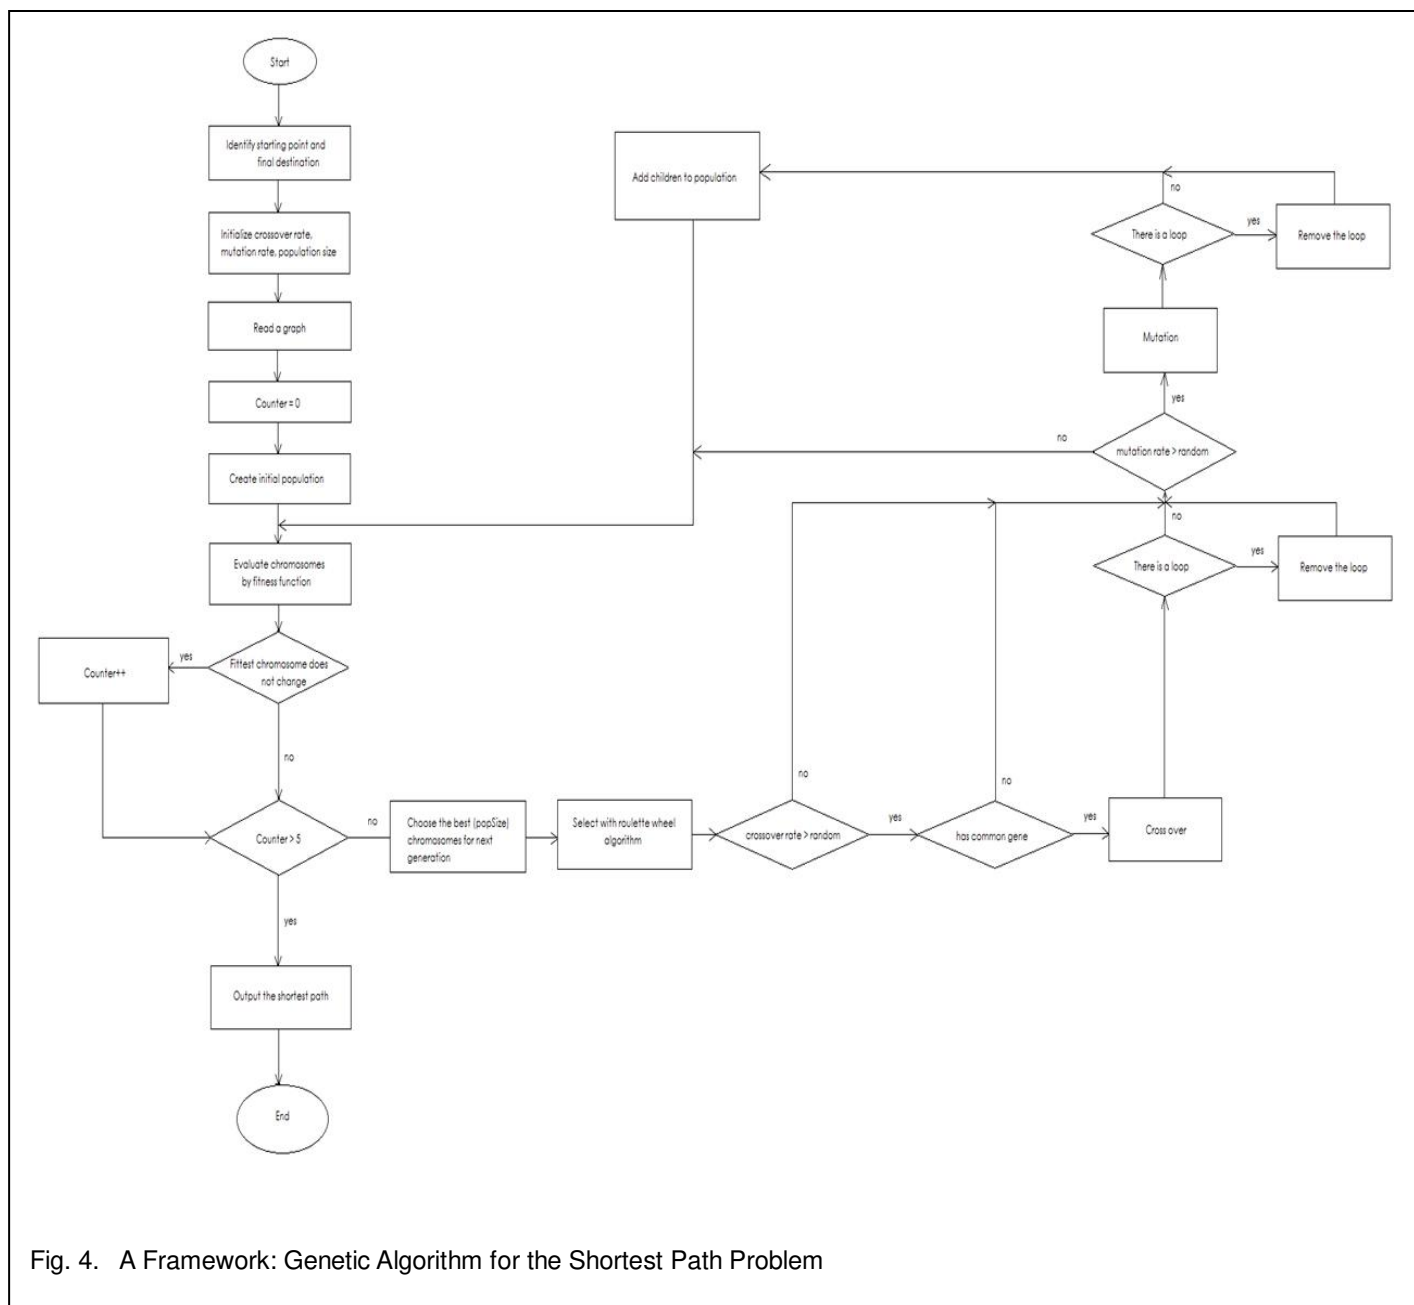 Start
Identify starting point and
final destination
Initialize crossover rate,
mutation rate, population size
Read a graph
Counter = 0
Create initial population
Evaluate chromosomes
by fitness function
Fittest chromosome does
not change
yes
Counter++
no
Counter > 5
no
Choose the best (popSize)
chromosomes for next
generation
Select with roulette wheel
algorithm
crossover rate > random
no
yes
has common gene
no
yes
Cross over
There is a loop
yes
Remove the loop
no
mutation rate > random
no
yes
Mutation
There is a loop
yes
Remove the loop
no
Add children to population
yes
Output the shortest path
End
Fig. 4. A Framework: Genetic Algorithm for the Shortest Path Problem